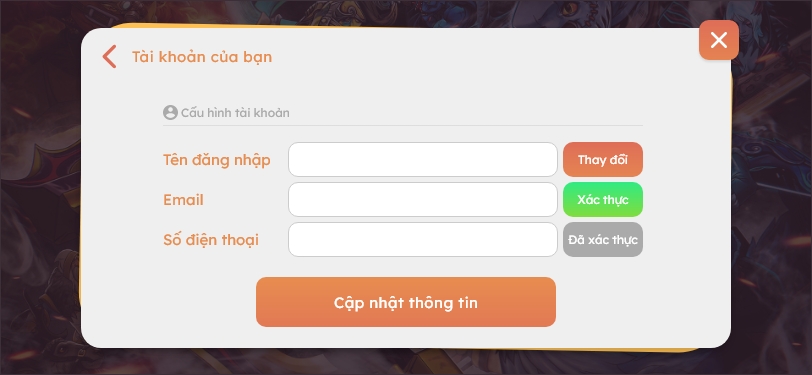 Tài khoản của bạn
Cấu hình tài khoản
Tên đăng nhập
Thay đổi
Email
Xác thực
Số điện thoại
Đã xác thực
Cập nhật thông tin